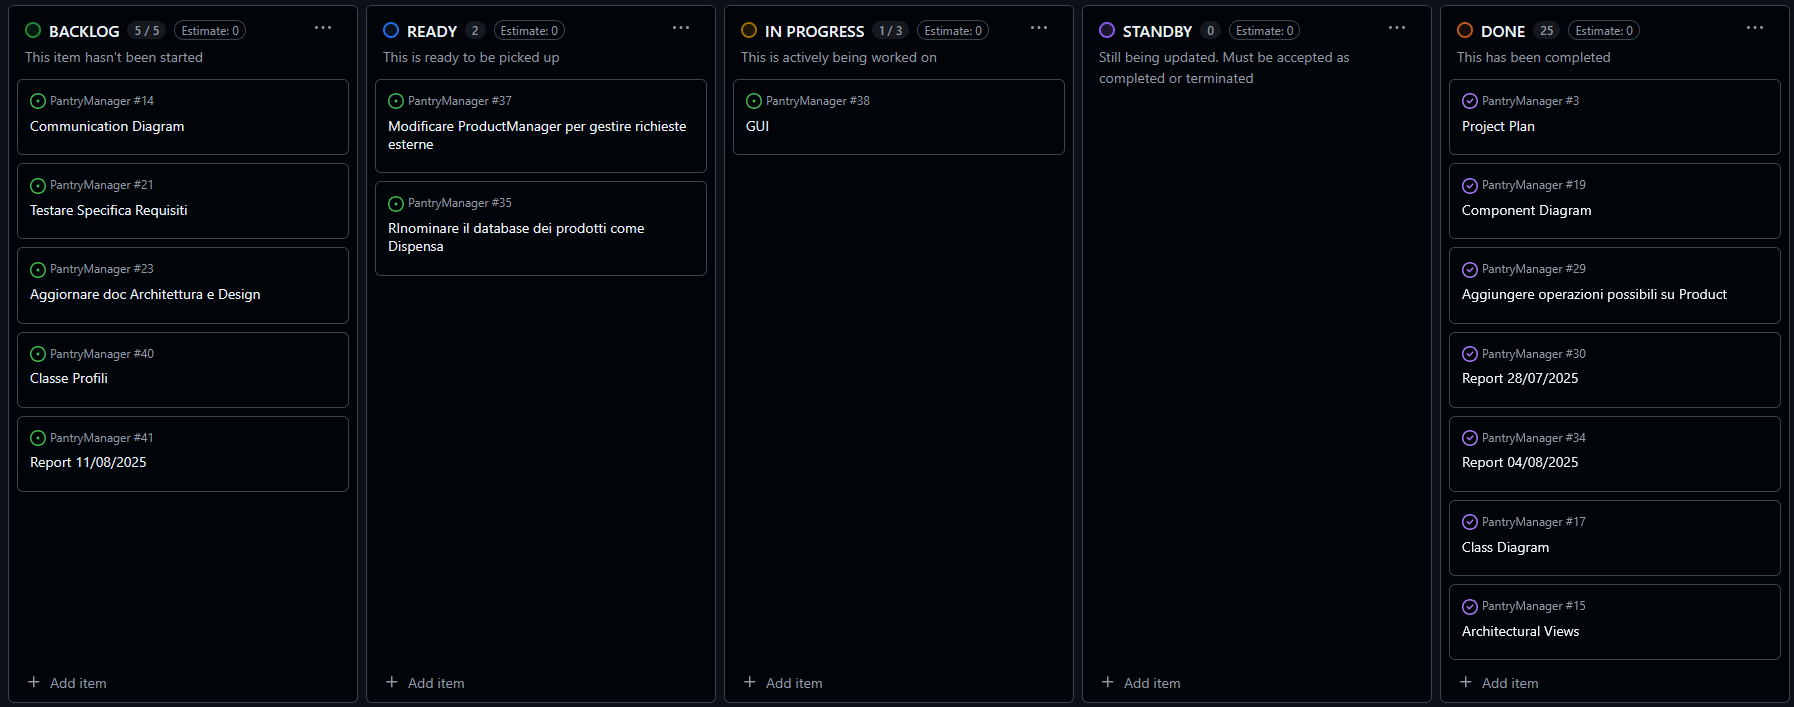 BACKLOG 5 / 5 Estimate: 0
This item hasn't been started
PantryManager #14
Communication Diagram
PantryManager #21
Testare Specifica Requisiti
PantryManager #23
Aggiornare doc Architettura e Design
PantryManager #40
Classe Profili
PantryManager #41
Report 11/08/2025
+ Add item
READY 2 Estimate: 0
This is ready to be picked up
PantryManager #37
Modificare ProductManager per gestire richieste
esterne
PantryManager #35
RInominare il database dei prodotti come
Dispensa
+ Add item
IN PROGRESS 1 / 3 Estimate: 0
This is actively being worked on
PantryManager #38
GUI
+ Add item
STANDBY 0 Estimate: 0
Still being updated. Must be accepted as
completed or terminated
+ Add item
DONE 25 Estimate: 0
This has been completed
PantryManager #3
Project Plan
PantryManager #19
Component Diagram
PantryManager #29
Aggiungere operazioni possibili su Product
PantryManager #30
Report 28/07/2025
PantryManager #34
Report 04/08/2025
PantryManager #17
Class Diagram
PantryManager #15
Architectural Views
+ Add item